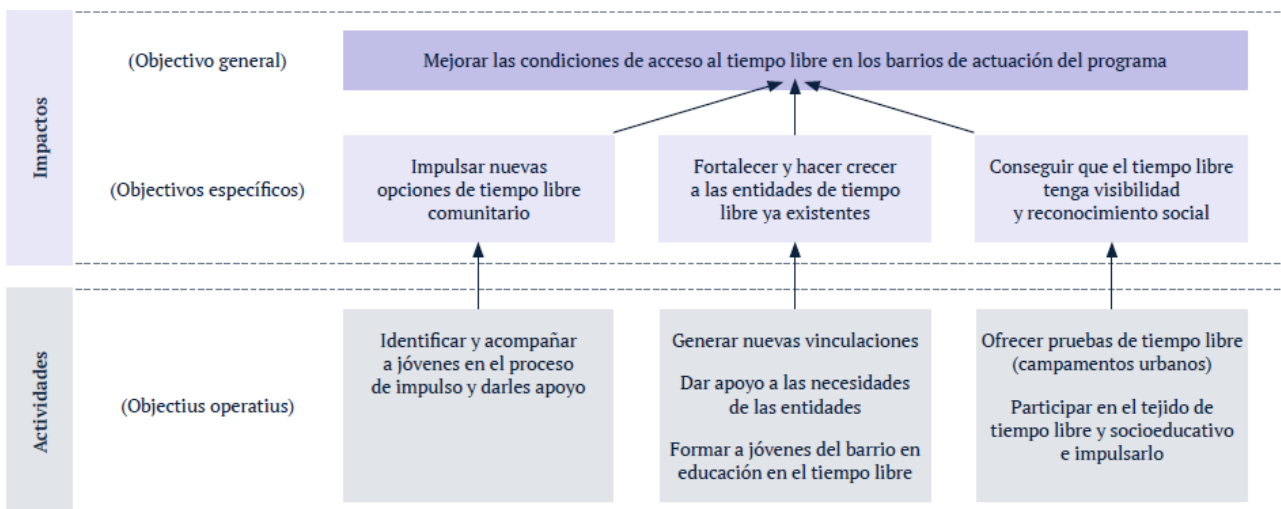 Impactos
(Objectivo general)
Mejorar las condiciones de acceso al tiempo libre en los barrios de actuación del programa
(Objectivos específicos)
Impulsar nuevas
opciones de tiempo libre
comunitario
Fortalecer y hacer crecer
a las entidades de tiempo
libre ya existentes
Conseguir que el tiempo libre
tenga visibilidad
y reconocimiento social
Actividades
(Objectius operatius)
Identificar y acompañar
a jóvenes en el proceso
de impulso y darles apoyo
Generar nuevas vinculaciones
Dar apoyo a las necesidades
de las entidades
Formar a jóvenes del barrio en
educación en el tiempo libre
Ofrecer pruebas de tiempo libre
(campamentos urbanos)
Participar en el tejido de
tiempo libre y socioeducativo
e impulsarlo